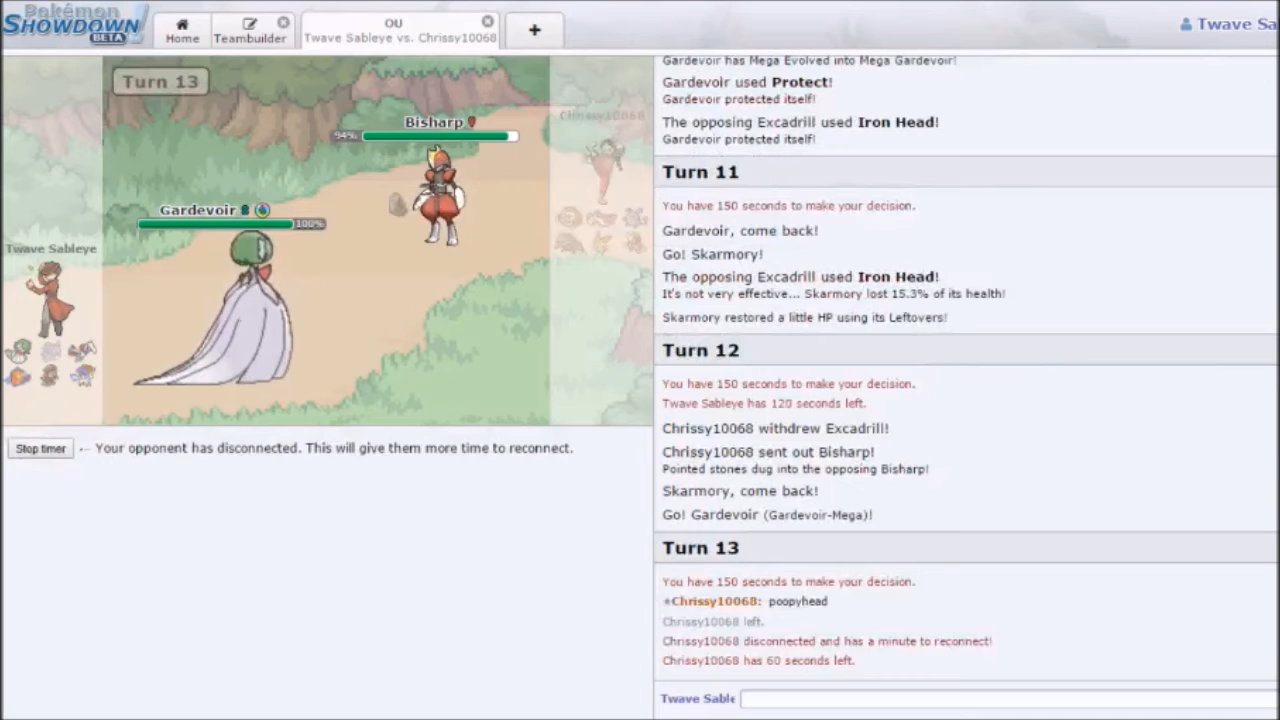 Pokémon
SHOWDOWN
BETA
Home
Teambuilder
OU
Twave Sableye vs. Chrissy10068
+
Twave Sa
Turn 13
Bisharp
94%
Chrissy10068
Gardevoir
100%
Twave Sableye
Stop timer
← Your opponent has disconnected. This will give them more time to reconnect.
Gardevoir has Mega Evolved into Mega Gardevoir!
Gardevoir used Protect!
Gardevoir protected itself!
The opposing Excadrill used Iron Head!
Gardevoir protected itself!
Turn 11
You have 150 seconds to make your decision.
Gardevoir, come back!
Go! Skarmory!
The opposing Excadrill used Iron Head!
It's not very effective... Skarmory lost 15.3% of its health!
Skarmory restored a little HP using its Leftovers!
Turn 12
You have 150 seconds to make your decision.
Twave Sableye has 120 seconds left.
Chrissy10068 withdrew Excadrill!
Chrissy10068 sent out Bisharp!
Pointed stones dug into the opposing Bisharp!
Skarmory, come back!
Go! Gardevoir (Gardevoir-Mega)!
Turn 13
You have 150 seconds to make your decision.
★Chrissy10068: poopyhead
Chrissy10068 left.
Chrissy10068 disconnected and has a minute to reconnect!
Chrissy10068 has 60 seconds left.
Twave Sable